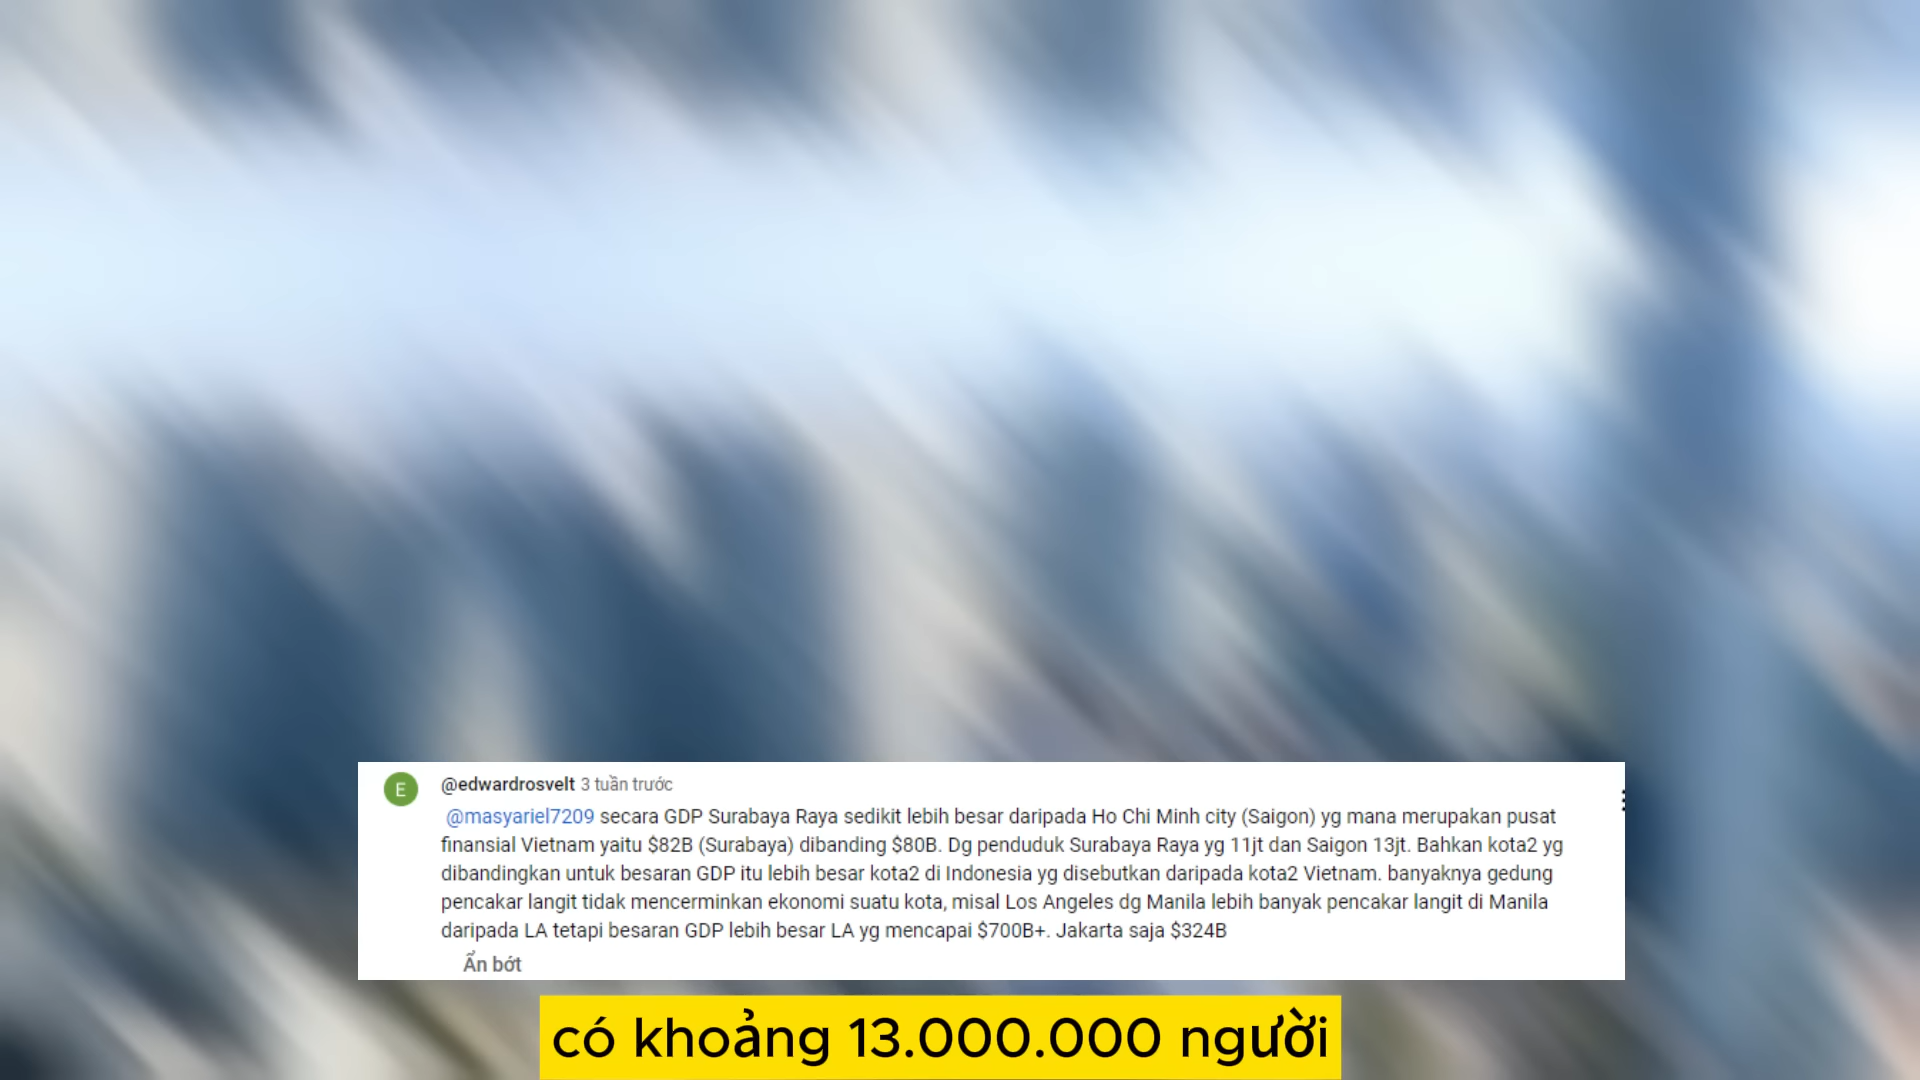 E
@edwardrosvelt 3 tuần trước
@masyariel7209 secara GDP Surabaya Raya sedikit lebih besar daripada Ho Chi Minh city (Saigon) yg mana merupakan pusat
finansial Vietnam yaitu $82B (Surabaya) dibanding $80B. Dg penduduk Surabaya Raya yg 11jt dan Saigon 13jt. Bahkan kota2 yg
dibandingkan untuk besaran GDP itu lebih besar kota2 di Indonesia yg disebutkan daripada kota2 Vietnam. banyaknya gedung
pencakar langit tidak mencerminkan ekonomi suatu kota, misal Los Angeles dg Manila lebih banyak pencakar langit di Manila
daripada LA tetapi besaran GDP lebih besar LA yg mencapai $700B+. Jakarta saja $324B
Ẩn bớt
có khoảng 13.000.000 người